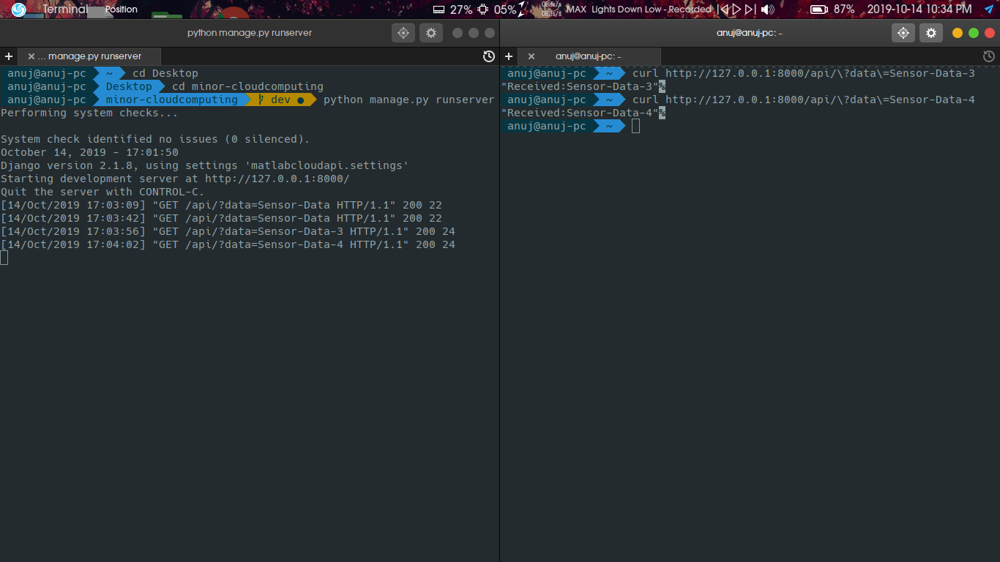 Terminal Position 27% 05% 0Bits/s 0Bits/s MAX Lights Down Low - Recorded 87% 2019-10-14 10:34 PM
python manage.py runserver
... manage.py runserver
anuj@anuj-pc ~ cd Desktop
anuj@anuj-pc Desktop cd minor-cloudcomputing
anuj@anuj-pc minor-cloudcomputing dev ● python manage.py runserver
Performing system checks...
System check identified no issues (0 silenced).
October 14, 2019 - 17:01:50
Django version 2.1.8, using settings 'matlabcloudapi.settings'
Starting development server at http://127.0.0.1:8000/
Quit the server with CONTROL-C.
[14/Oct/2019 17:03:09] "GET /api/?data=Sensor-Data HTTP/1.1" 200 22
[14/Oct/2019 17:03:42] "GET /api/?data=Sensor-Data HTTP/1.1" 200 22
[14/Oct/2019 17:03:56] "GET /api/?data=Sensor-Data-3 HTTP/1.1" 200 24
[14/Oct/2019 17:04:02] "GET /api/?data=Sensor-Data-4 HTTP/1.1" 200 24
anuj@anuj-pc: ~
anuj@anuj-pc: ~
anuj@anuj-pc ~ curl http://127.0.0.1:8000/api/\?data\=Sensor-Data-3
"Received:Sensor-Data-3"%
anuj@anuj-pc ~ curl http://127.0.0.1:8000/api/\?data\=Sensor-Data-4
"Received:Sensor-Data-4"%
anuj@anuj-pc ~